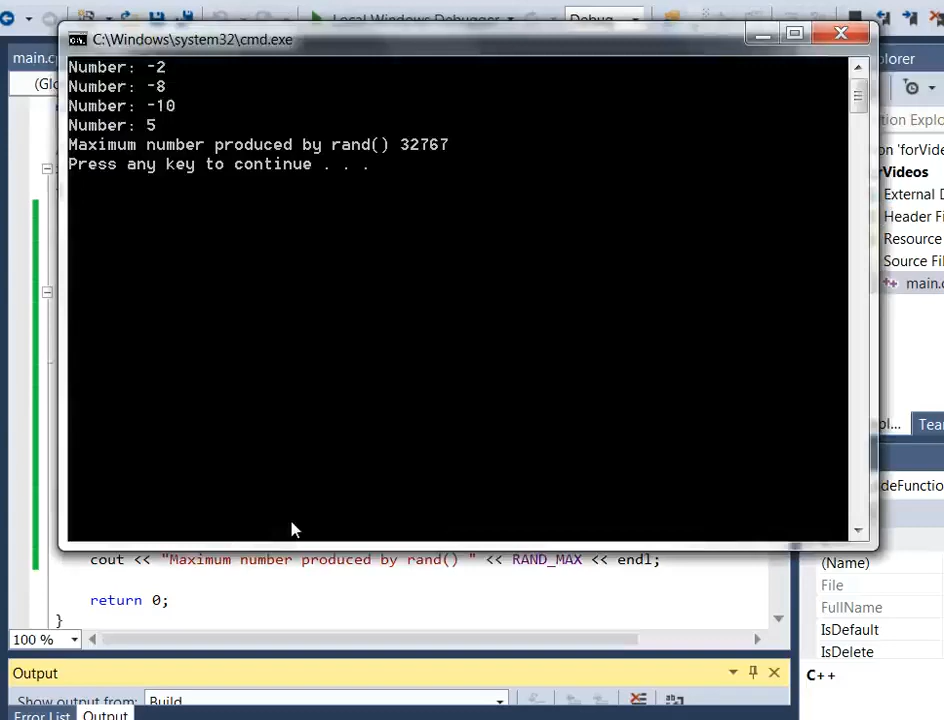 Local Windows Debugger
Debug
C:\Windows\system32\cmd.exe
main.c
(Glo
Number: -2
Number: -8
Number: -10
Number: 5
Maximum number produced by rand() 32767
Press any key to continue . . .
cout << "Maximum number produced by rand() " << RAND_MAX << endl;
return 0;
}
100 %
Output
Show output from:
Build
Error List
Output
plorer
tion Explo
on 'forVide
rVideos
External D
Header Fi
Resource
Source Fil
main.c
pl...
Team
deFunctio
(Name)
File
FullName
IsDefault
IsDelete
C++